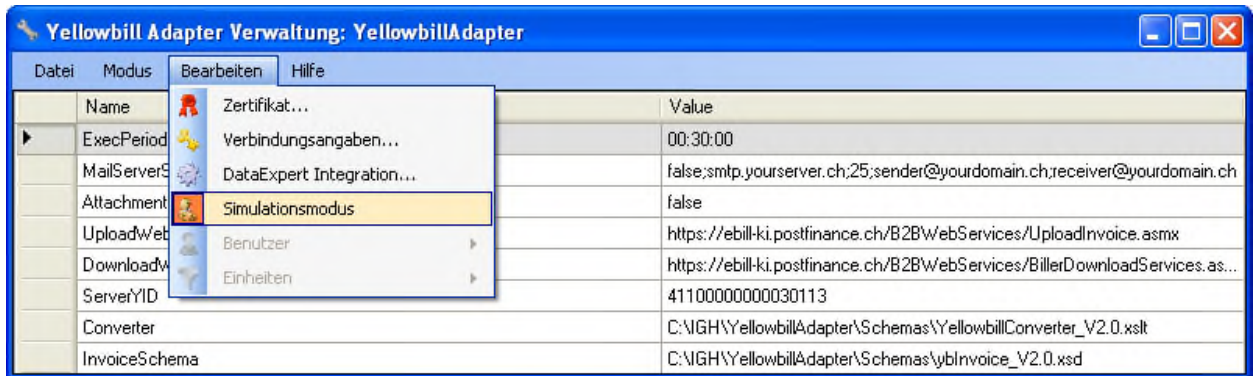 Yellowbill Adapter Verwaltung: YellowbillAdapter
Datei Modus Bearbeiten Hilfe
Name Value
Zertifikat...
ExecPeriod 00:30:00
Verbindungsangaben...
MailServerS false;smtp.yourserver.ch;25;sender@yourdomain.ch;receiver@yourdomain.ch
DataExpert Integration...
Attachment false
Simulationsmodus
UploadWeb https://ebill-ki.postfinance.ch/B2BWebServices/UploadInvoice.asmx
Benutzer
DownloadW https://ebill-ki.postfinance.ch/B2BWebServices/BillerDownloadServices.as...
Einheiten
ServerYID 41100000000030113
Converter C:\IGH\YellowbillAdapter\Schemas\YellowbillConverter_V2.0.xslt
InvoiceSchema C:\IGH\YellowbillAdapter\Schemas\ybInvoice_V2.0.xsd